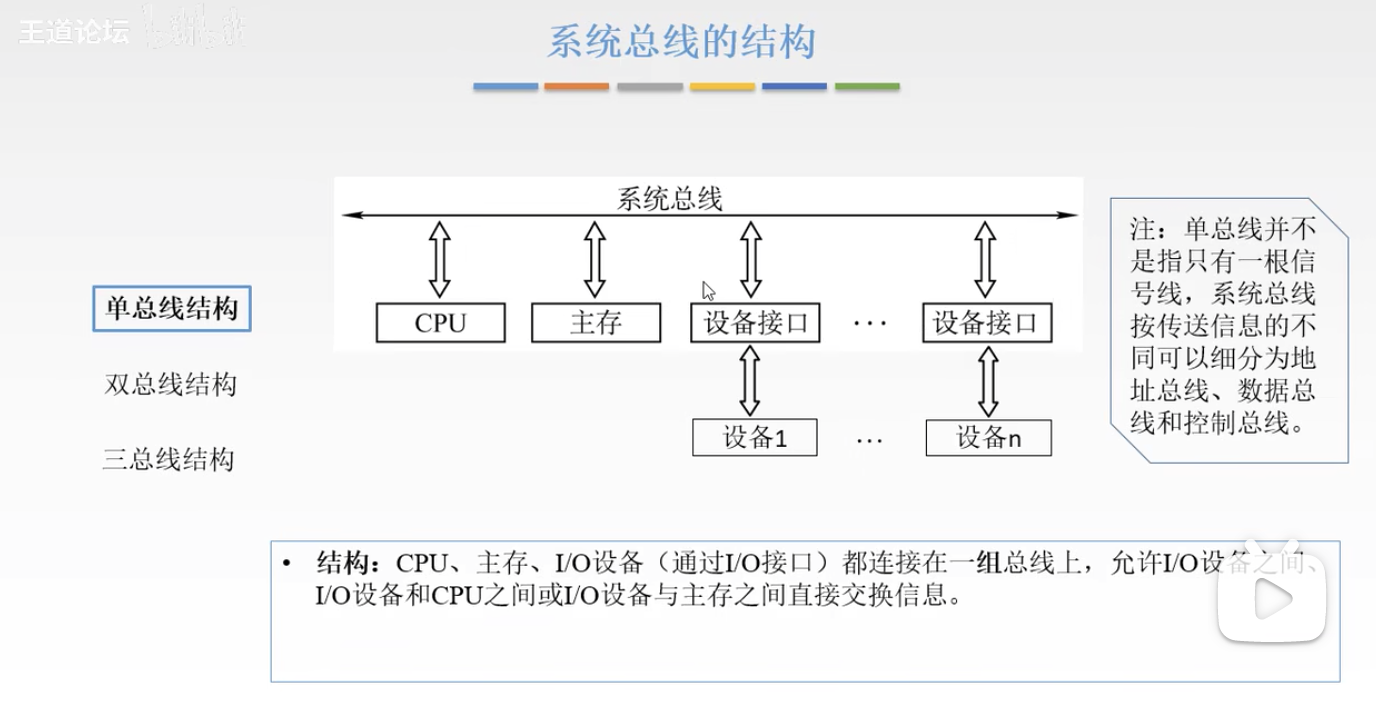 王道论坛
bilibili
系统总线的结构
系统总线
CPU
主存
设备接口
···
设备接口
设备1
···
设备n
单总线结构
双总线结构
三总线结构
注：单总线并不
是指只有一根信
号线，系统总线
按传送信息的不
同可以细分为地
址总线、数据总
线和控制总线。
• 结构：CPU、主存、I/O设备（通过I/O接口）都连接在一组总线上，允许I/O设备之间、
I/O设备和CPU之间或I/O设备与主存之间直接交换信息。